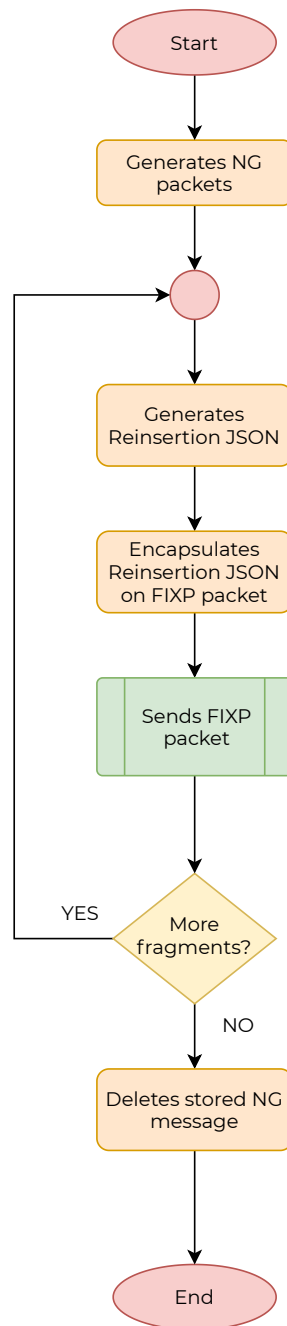 Start
Generates NG
packets
Generates
Reinsertion JSON
Encapsulates
Reinsertion JSON
on FIXP packet
Sends FIXP
packet
YES
More
fragments?
NO
Deletes stored NG
message
End